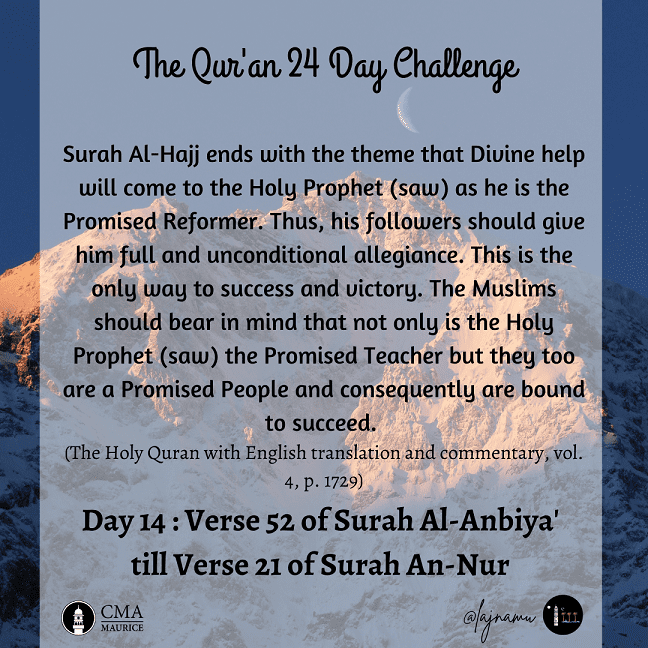 The Qur'an 24 Day Challenge
Surah Al-Hajj ends with the theme that Divine help
will come to the Holy Prophet (saw) as he is the
Promised Reformer. Thus, his followers should give
him full and unconditional allegiance. This is the
only way to success and victory. The Muslims
should bear in mind that not only is the Holy
Prophet (saw) the Promised Teacher but they too
are a Promised People and consequently are bound
to succeed.
(The Holy Quran with English translation and commentary, vol.
4, p. 1729)
Day 14 : Verse 52 of Surah Al-Anbiya'
till Verse 21 of Surah An-Nur
CMA
MAURICE
@lajnamu